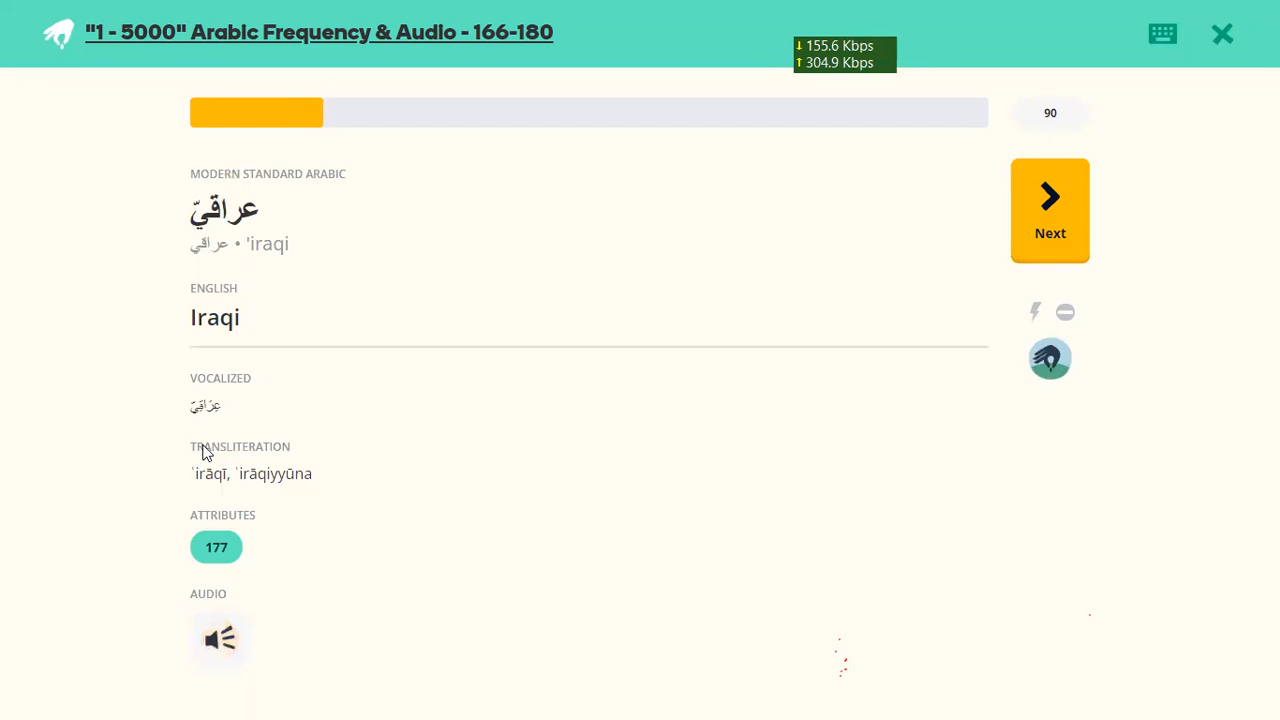 "1 - 5000" Arabic Frequency & Audio - 166-180
↓ 155.6 Kbps
↑ 304.9 Kbps
90
MODERN STANDARD ARABIC
عراقيّ
عراقي • 'iraqi
Next
ENGLISH
Iraqi
VOCALIZED
عِرَاقِيّ
TRANSLITERATION
ʿirāqī, ʿirāqiyyūna
ATTRIBUTES
177
AUDIO